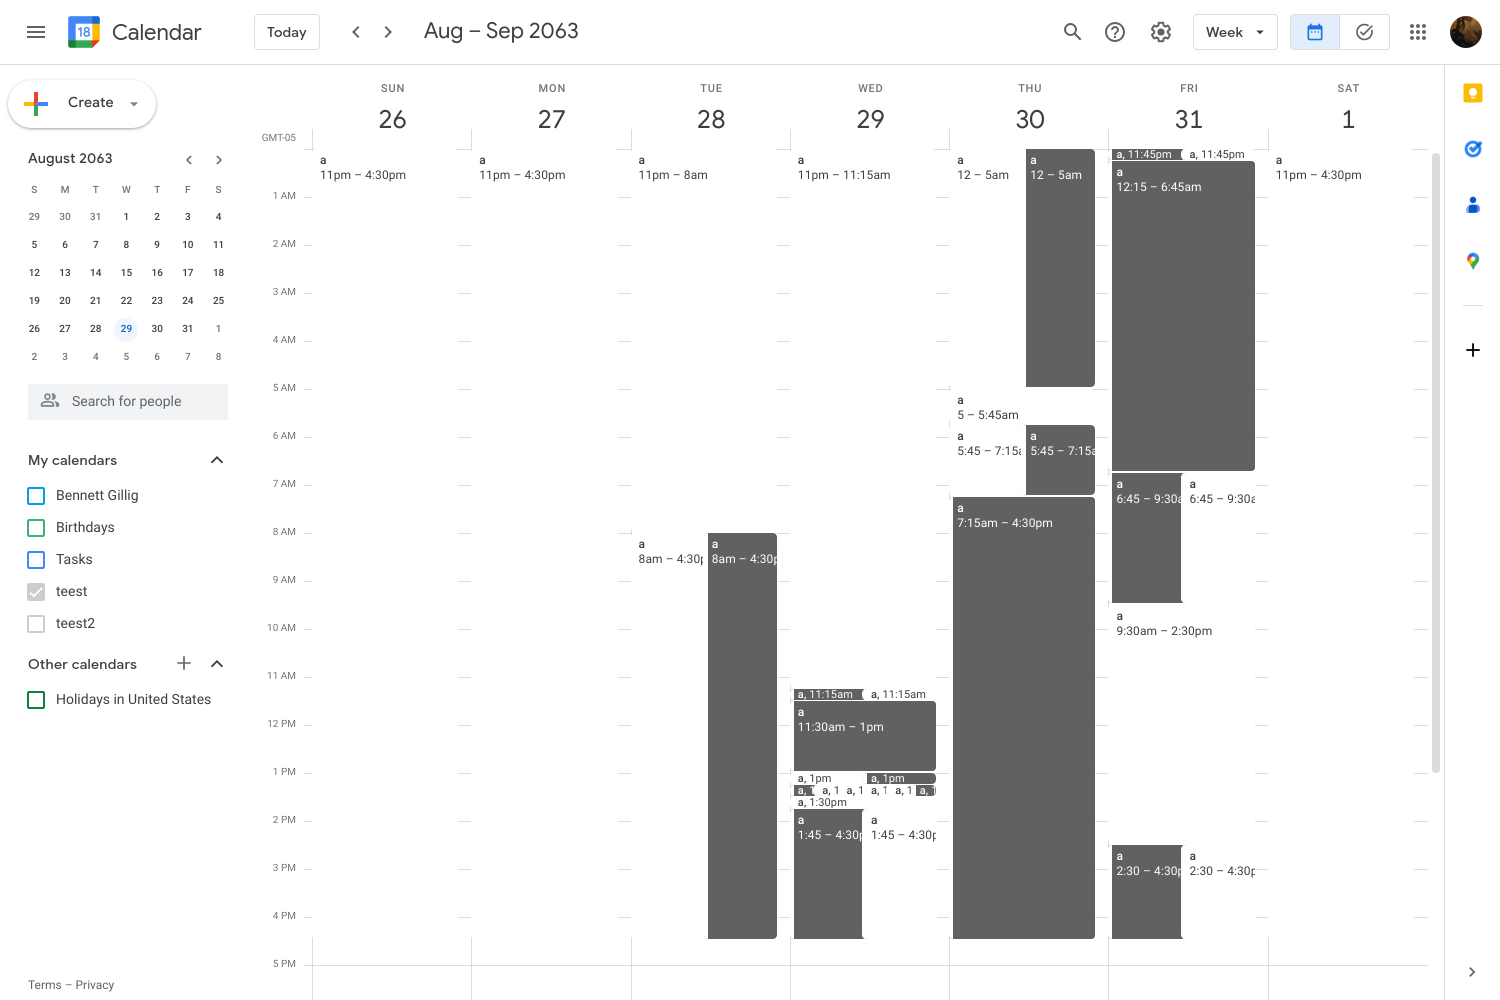 18 Calendar
Today
Aug – Sep 2063
Week
Create
August 2063
S M T W T F S
29 30 31 1 2 3 4
5 6 7 8 9 10 11
12 13 14 15 16 17 18
19 20 21 22 23 24 25
26 27 28 29 30 31 1
2 3 4 5 6 7 8
Search for people
My calendars
Bennett Gillig
Birthdays
Tasks
teest
teest2
Other calendars
Holidays in United States
Terms – Privacy
SUN MON TUE WED THU FRI SAT
26 27 28 29 30 31 1
GMT-05
1 AM
2 AM
3 AM
4 AM
5 AM
6 AM
7 AM
8 AM
9 AM
10 AM
11 AM
12 PM
1 PM
2 PM
3 PM
4 PM
5 PM
a
11pm – 4:30pm
a
11pm – 4:30pm
a
11pm – 8am
a
8am – 4:30p
a
8am – 4:30p
a
11pm – 11:15am
a, 11:15am
a, 11:15am
a
11:30am – 1pm
a, 1pm
a, 1pm
a, 1
a, 1
a, 1
a, 1
a, 1
a, 1
a, 1:30pm
a
1:45 – 4:30p
a
1:45 – 4:30p
a
12 – 5am
a
12 – 5am
a
5 – 5:45am
a
5:45 – 7:15a
a
5:45 – 7:15a
a
7:15am – 4:30pm
a, 11:45pm
a, 11:45pm
a
12:15 – 6:45am
a
6:45 – 9:30a
a
6:45 – 9:30a
a
9:30am – 2:30pm
a
2:30 – 4:30p
a
2:30 – 4:30p
a
11pm – 4:30pm